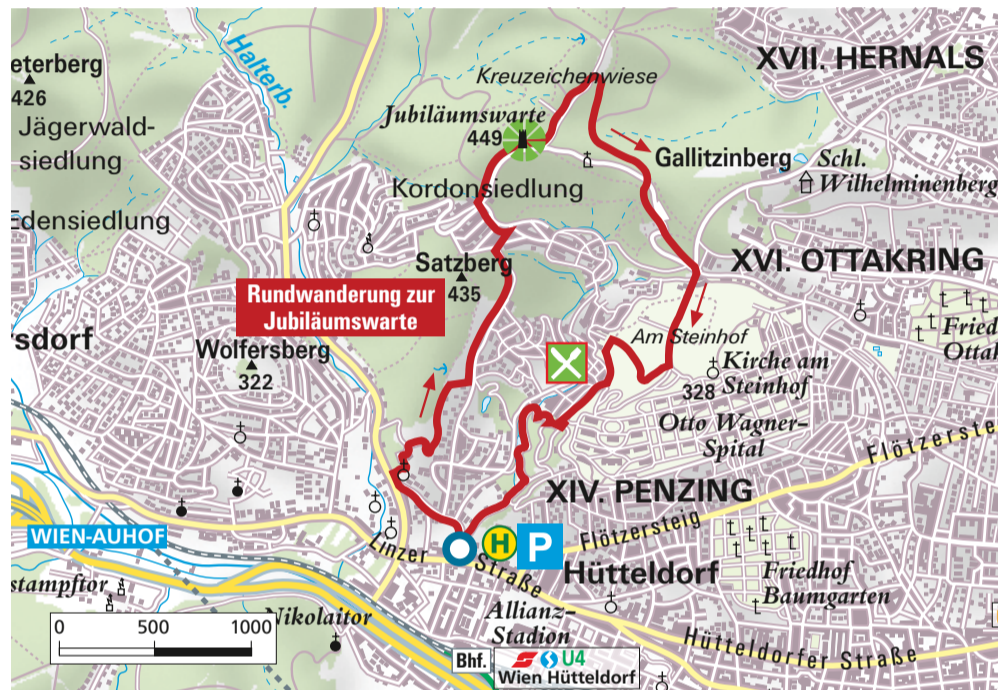 XVII. HERNALS
Halterb.
eterberg
426
Kreuzeichenwiese
Jägerwald-
siedlung
Jubiläumswarte
449
Gallitzinberg
Schl.
Wilhelminenberg
Kordonsiedlung
Edensiedlung
Satzberg
435
XVI. OTTAKRING
Rundwanderung zur
Jubiläumswarte
Fried
Ottak
rsdorf
Wolfersberg
322
Am Steinhof
Kirche am
328 Steinhof
Otto Wagner-
Spital
Flötzerste
XIV. PENZING
Flötzersteig
WIEN-AUHOF
Linzer Straße
H
P
Hütteldorf
Friedhof
Baumgarten
stampftor
Nikolaitor
Allianz-
Stadion
Hütteldorfer Straße
0 500 1000
Bhf.
S U4
Wien Hütteldorf